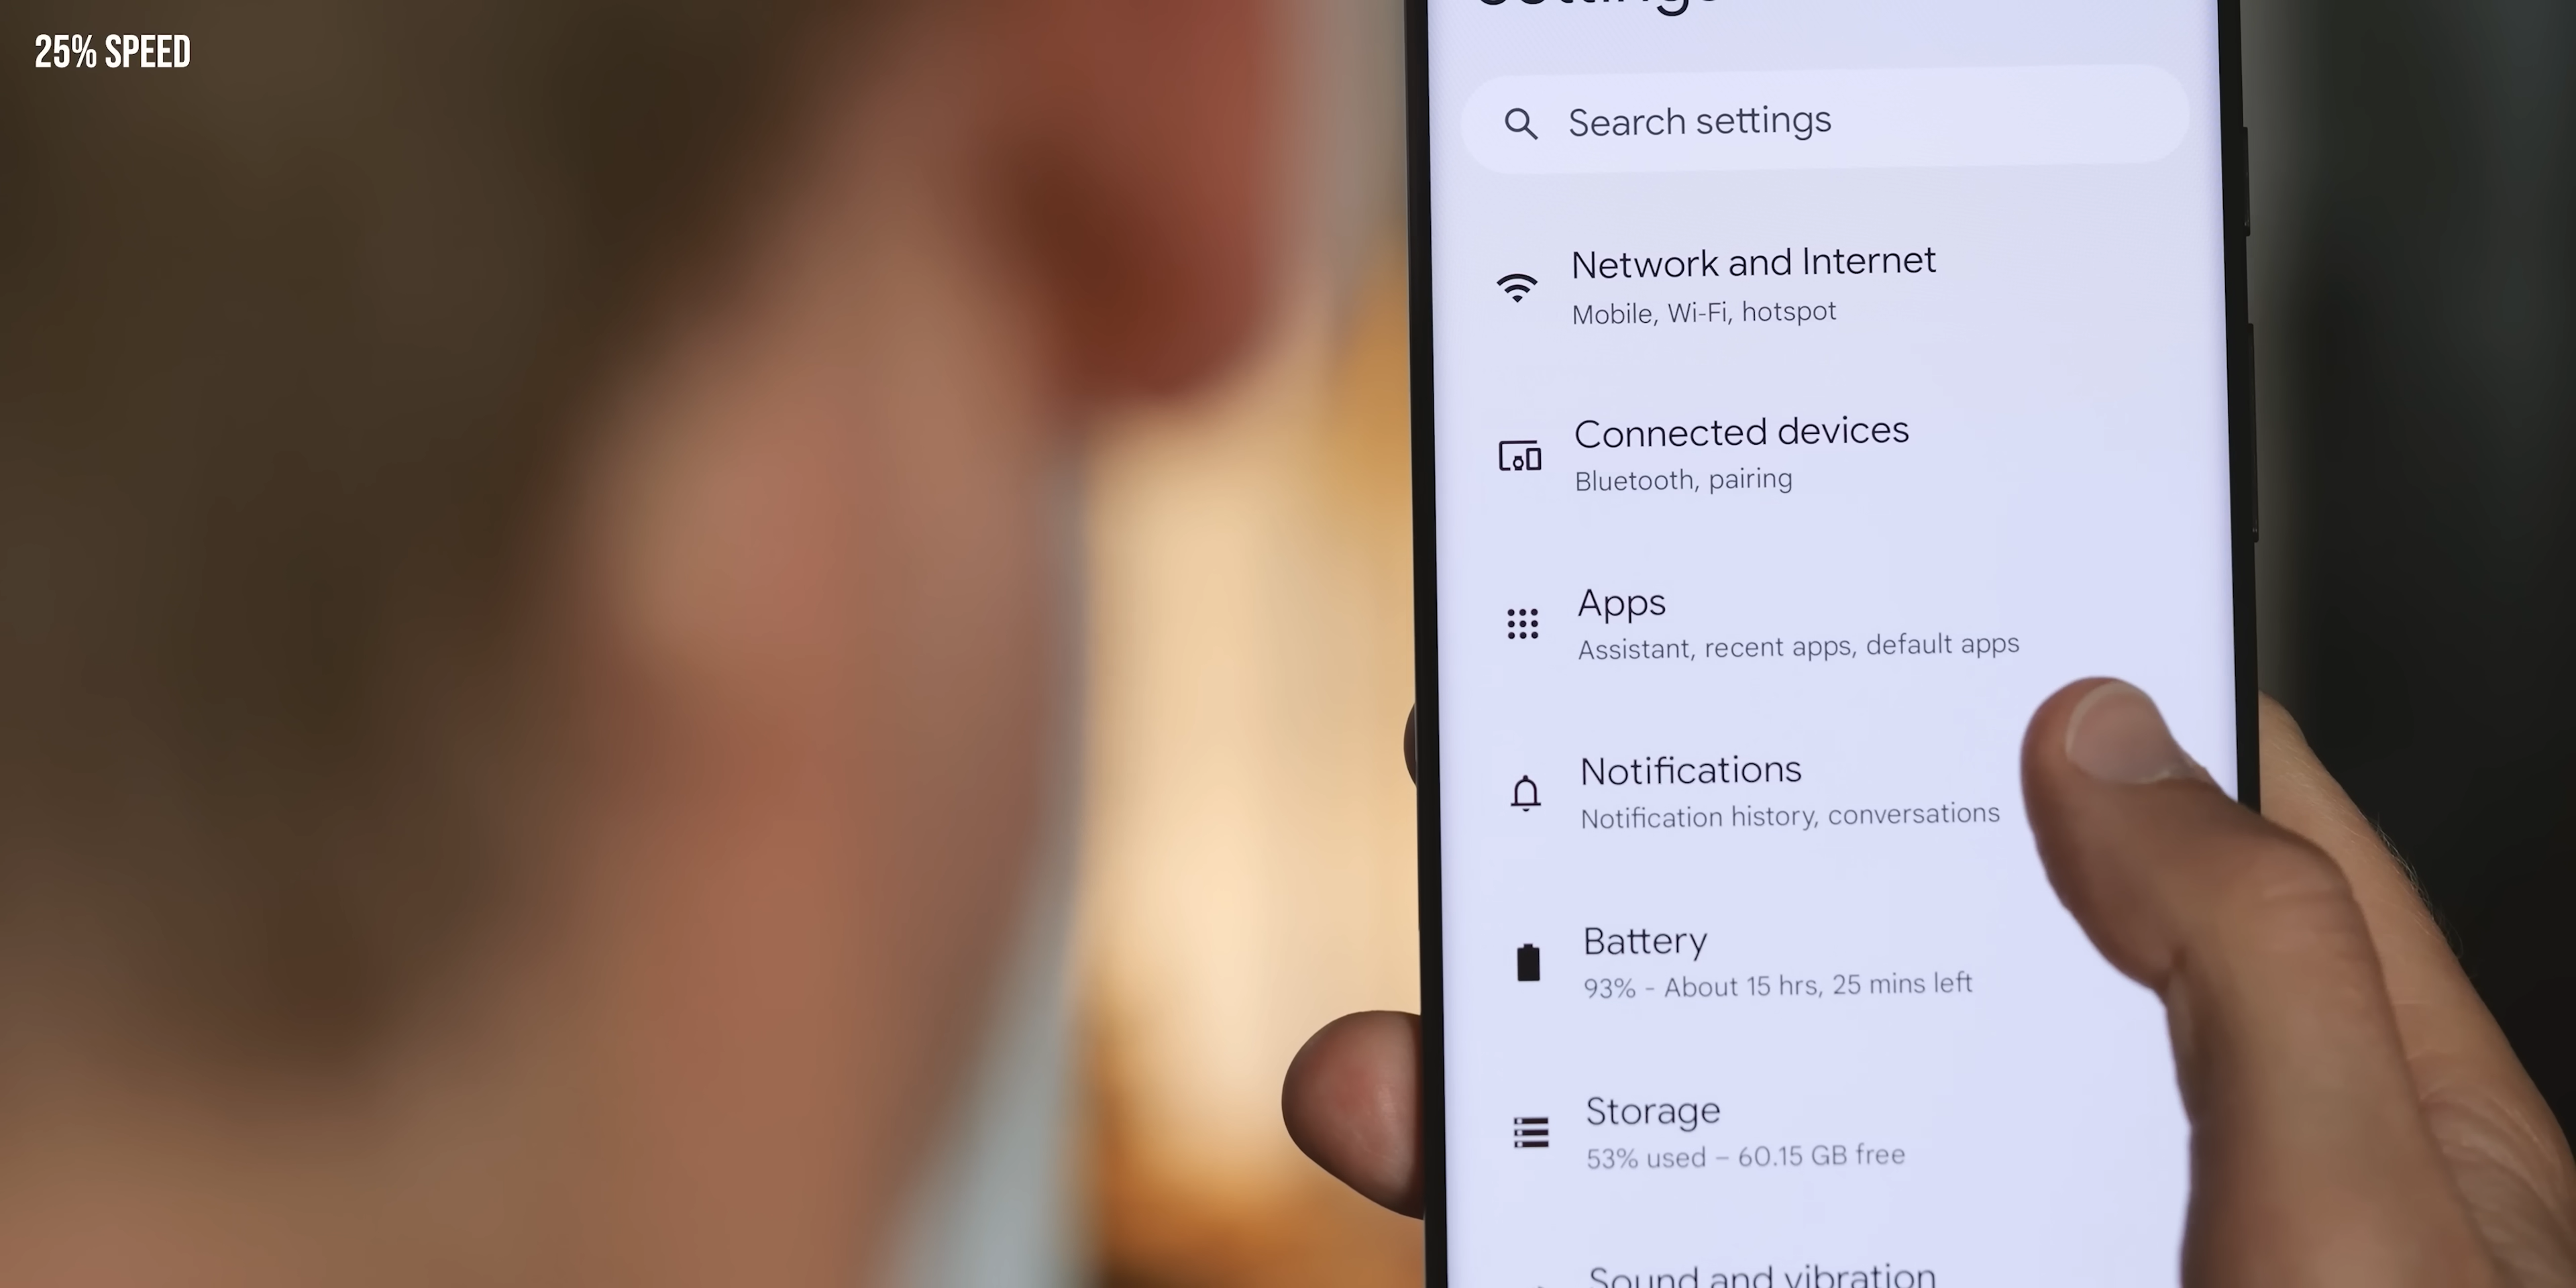 25% SPEED
Settings
Search settings
Network and Internet
Mobile, Wi-Fi, hotspot
Connected devices
Bluetooth, pairing
Apps
Assistant, recent apps, default apps
Notifications
Notification history, conversations
Battery
93% - About 15 hrs, 25 mins left
Storage
53% used – 60.15 GB free
Sound and vibration